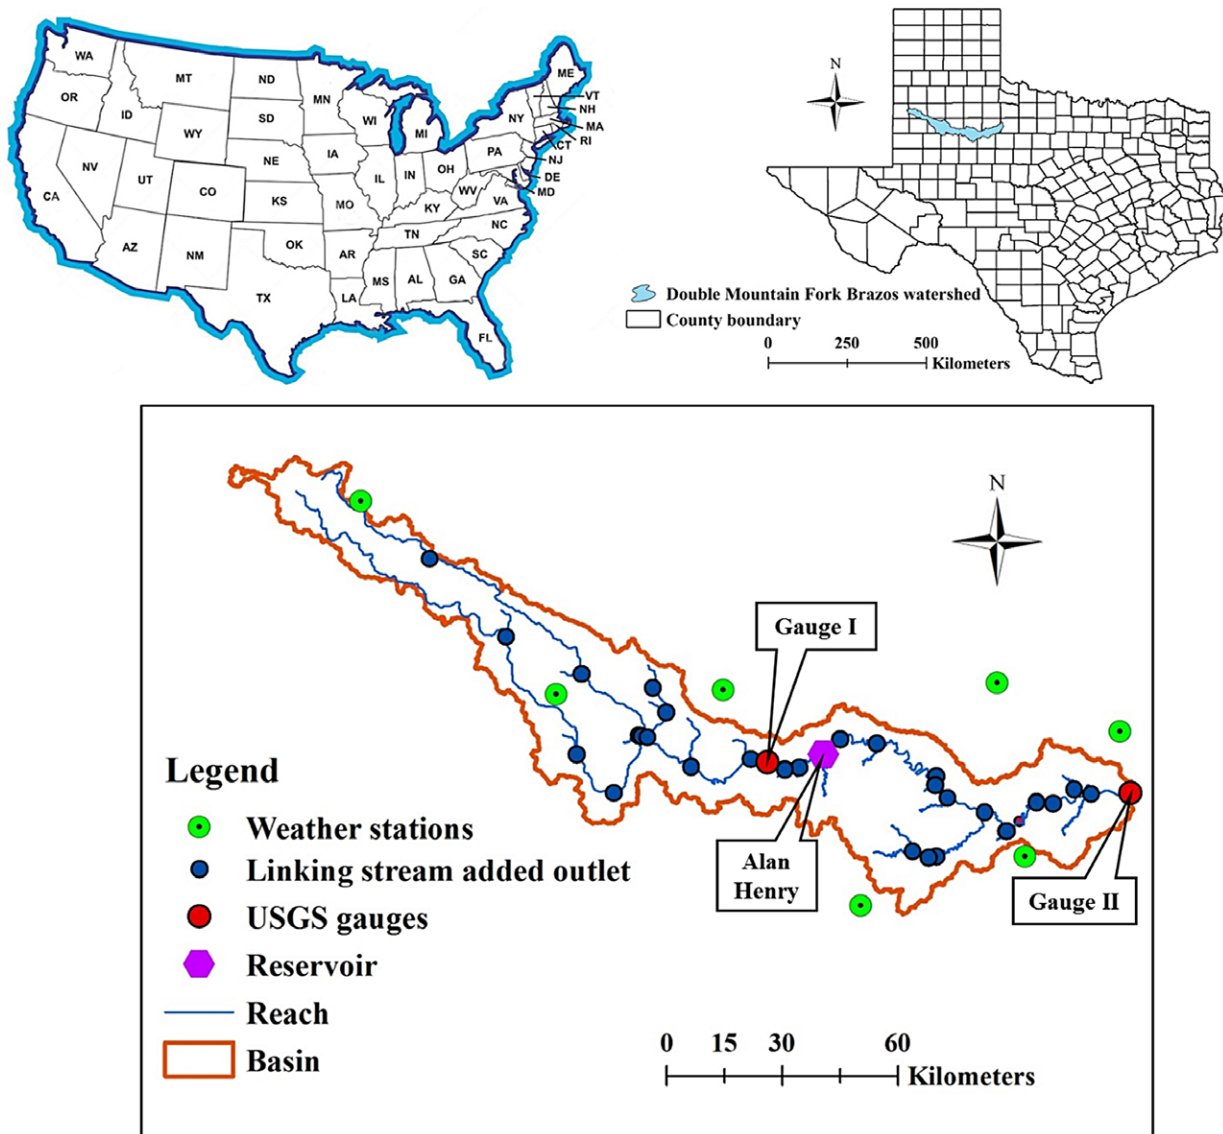 WA
OR
ID
MT
ND
MN
SD
WY
NV
CA
UT
CO
NE
IA
KS
MO
AZ
NM
OK
TX
AR
LA
WI
MI
IL
IN
OH
KY
TN
MS
AL
GA
FL
SC
NC
VA
WV
PA
NY
ME
VT
NH
MA
RI
CT
NJ
DE
MD
N
Double Mountain Fork Brazos watershed
County boundary
0 250 500
Kilometers
N
Gauge I
Alan
Henry
Gauge II
Legend
Weather stations
Linking stream added outlet
USGS gauges
Reservoir
Reach
Basin
0 15 30 60
Kilometers